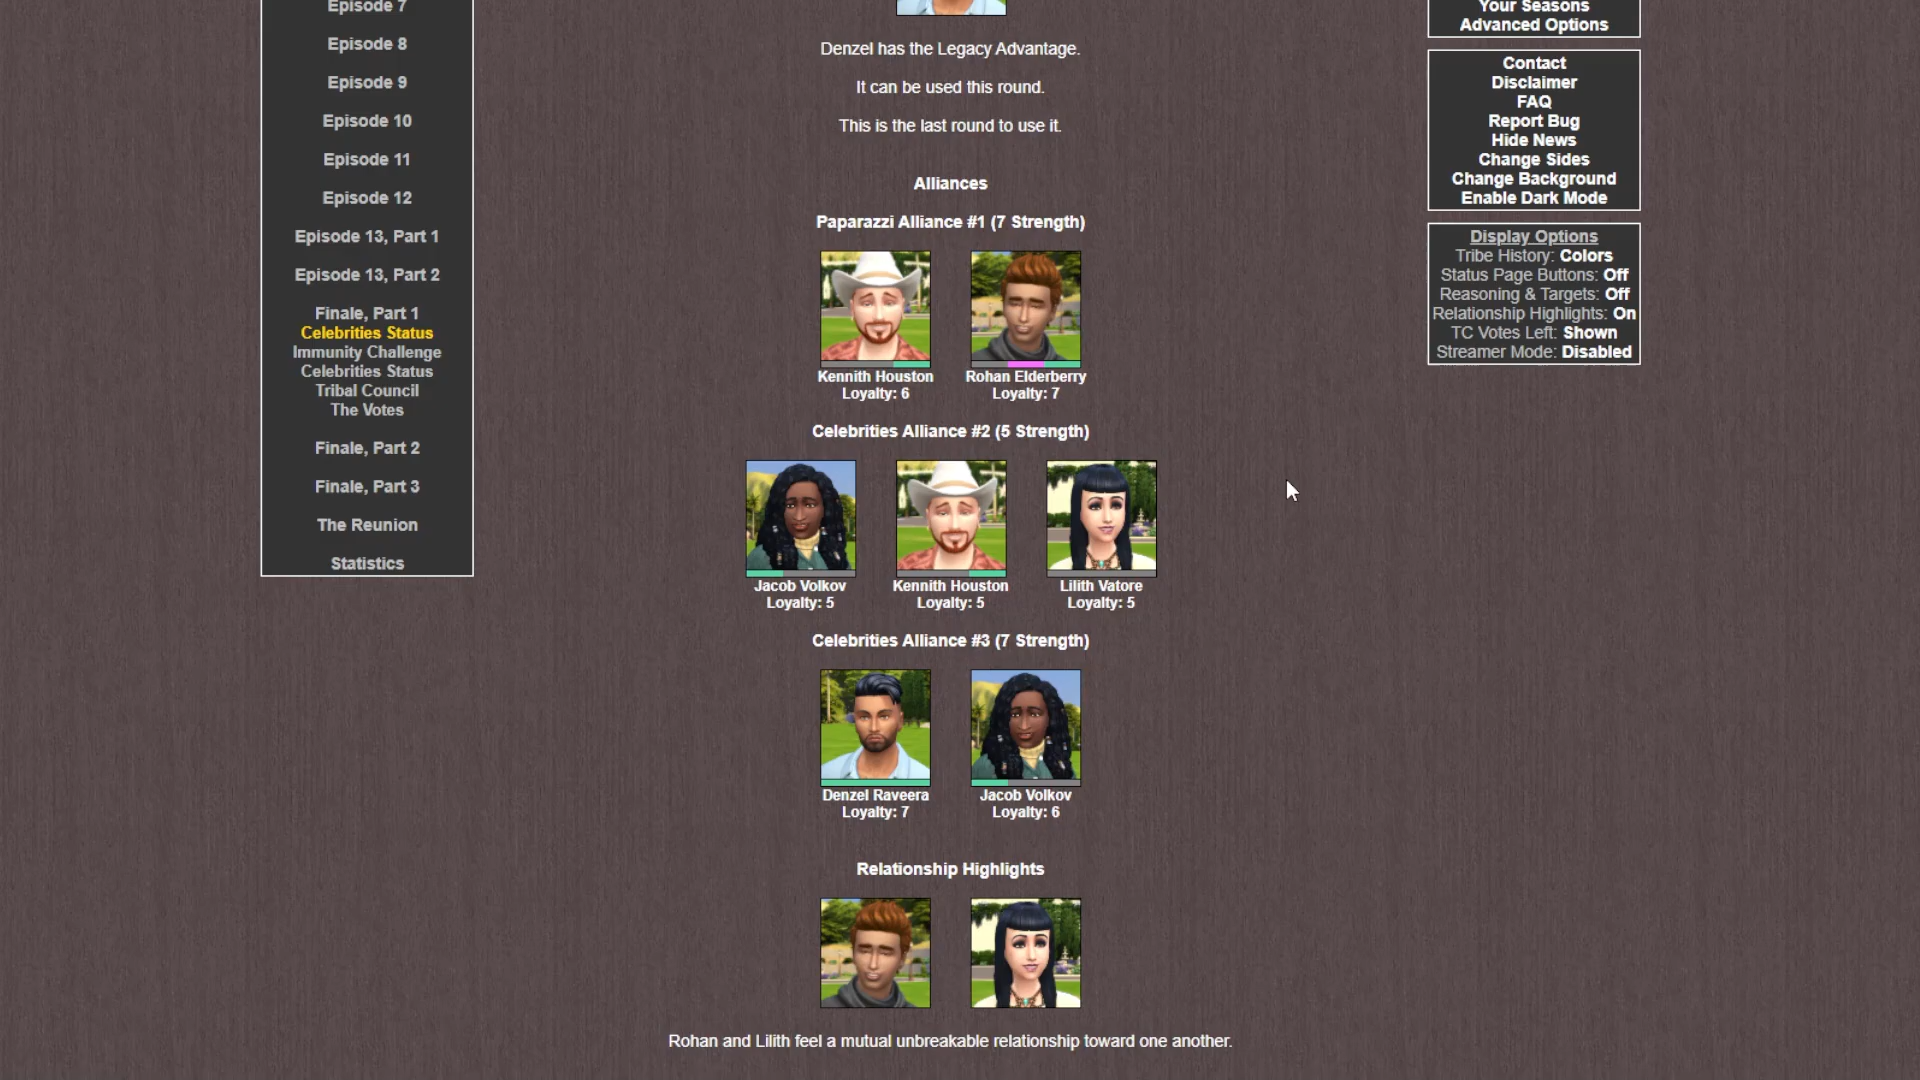 Episode 7
Episode 8
Episode 9
Episode 10
Episode 11
Episode 12
Episode 13, Part 1
Episode 13, Part 2
Finale, Part 1
Celebrities Status
Immunity Challenge
Celebrities Status
Tribal Council
The Votes
Finale, Part 2
Finale, Part 3
The Reunion
Statistics
Denzel has the Legacy Advantage.
It can be used this round.
This is the last round to use it.
Alliances
Paparazzi Alliance #1 (7 Strength)
Kennith Houston
Loyalty: 6
Rohan Elderberry
Loyalty: 7
Celebrities Alliance #2 (5 Strength)
Jacob Volkov
Loyalty: 5
Kennith Houston
Loyalty: 5
Lilith Vatore
Loyalty: 5
Celebrities Alliance #3 (7 Strength)
Denzel Raveera
Loyalty: 7
Jacob Volkov
Loyalty: 6
Relationship Highlights
Rohan and Lilith feel a mutual unbreakable relationship toward one another.
Your Seasons
Advanced Options
Contact
Disclaimer
FAQ
Report Bug
Hide News
Change Sides
Change Background
Enable Dark Mode
Display Options
Tribe History: Colors
Status Page Buttons: Off
Reasoning & Targets: Off
Relationship Highlights: On
TC Votes Left: Shown
Streamer Mode: Disabled